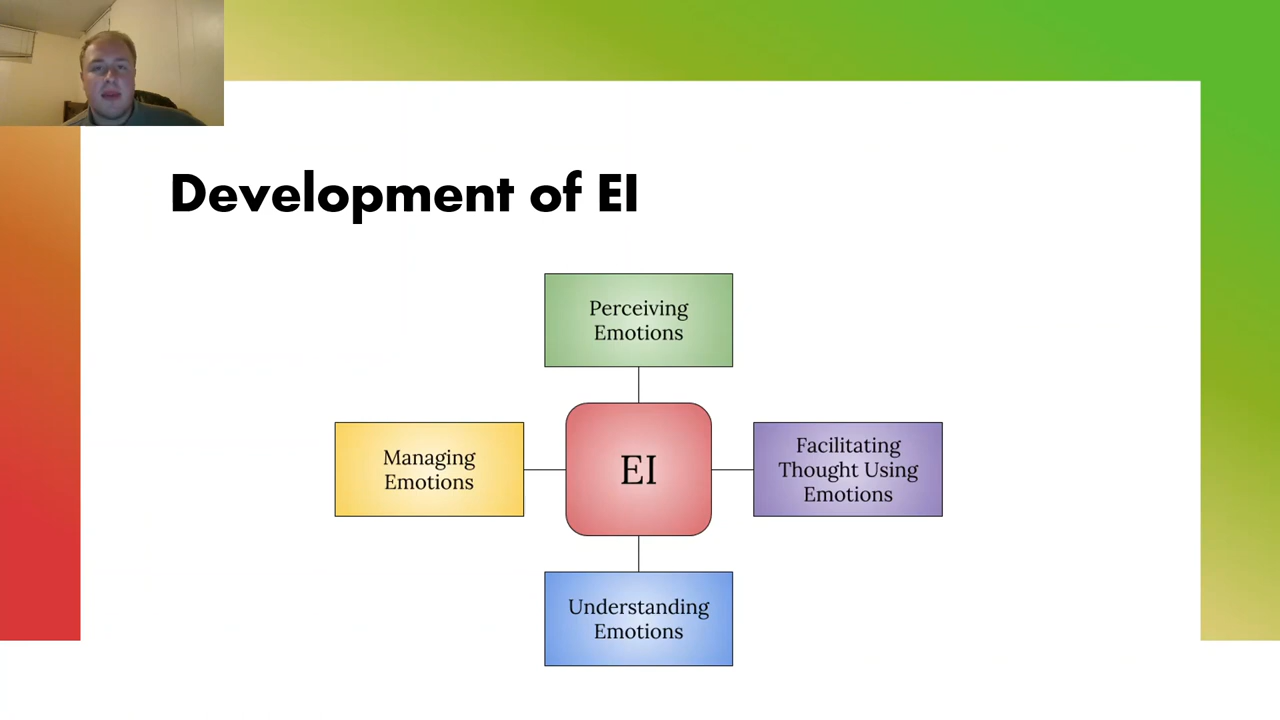 Development of EI
Perceiving
Emotions
Managing
Emotions
EI
Facilitating
Thought Using
Emotions
Understanding
Emotions